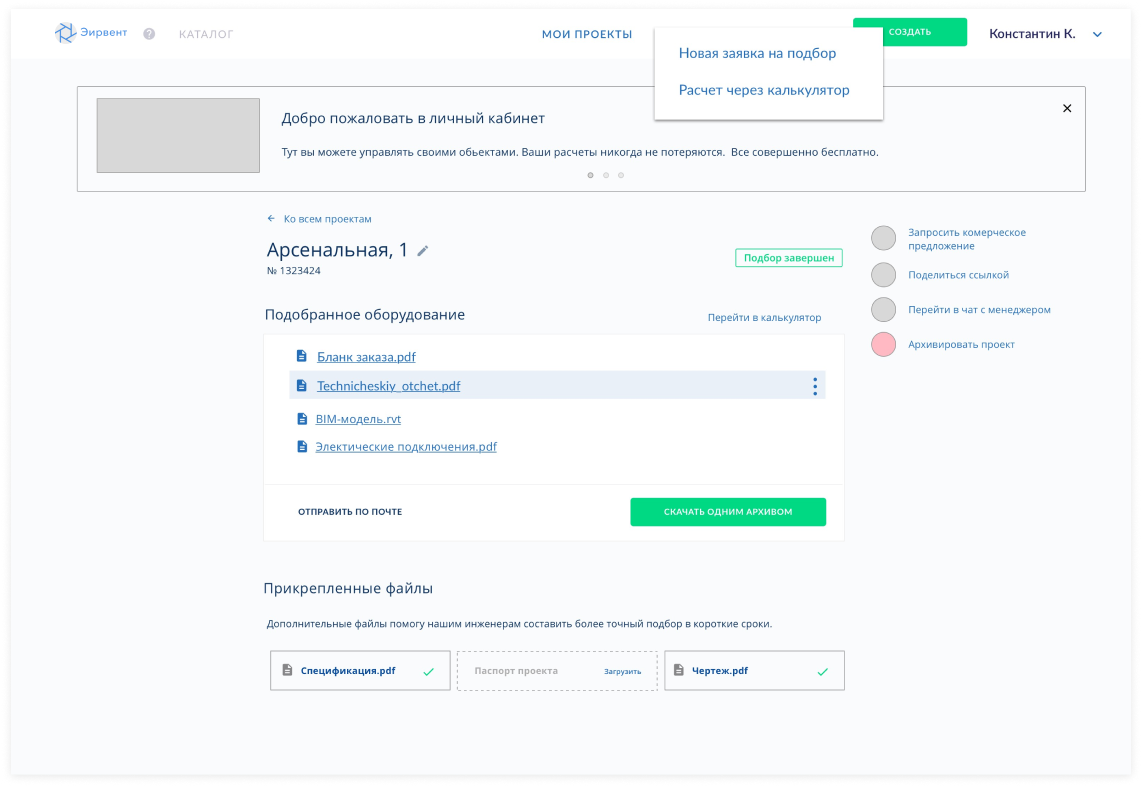 Эирвент
?
КАТАЛОГ
МОИ ПРОЕКТЫ
СОЗДАТЬ
Константин К.
Новая заявка на подбор
Расчет через калькулятор
Добро пожаловать в личный кабинет
Тут вы можете управлять своими обьектами. Ваши расчеты никогда не потеряются. Все совершенно бесплатно.
Ко всем проектам
Арсенальная, 1
№ 1323424
Подбор завершен
Запросить комерческое
предложение
Поделиться ссылкой
Перейти в чат с менеджером
Архивировать проект
Подобранное оборудование
Перейти в калькулятор
Бланк заказа.pdf
Technicheskiy_otchet.pdf
BIM-модель.rvt
Электические подключения.pdf
ОТПРАВИТЬ ПО ПОЧТЕ
СКАЧАТЬ ОДНИМ АРХИВОМ
Прикрепленные файлы
Дополнительные файлы помогу нашим инженерам составить более точный подбор в короткие сроки.
Спецификация.pdf
Паспорт проекта
Загрузить
Чертеж.pdf